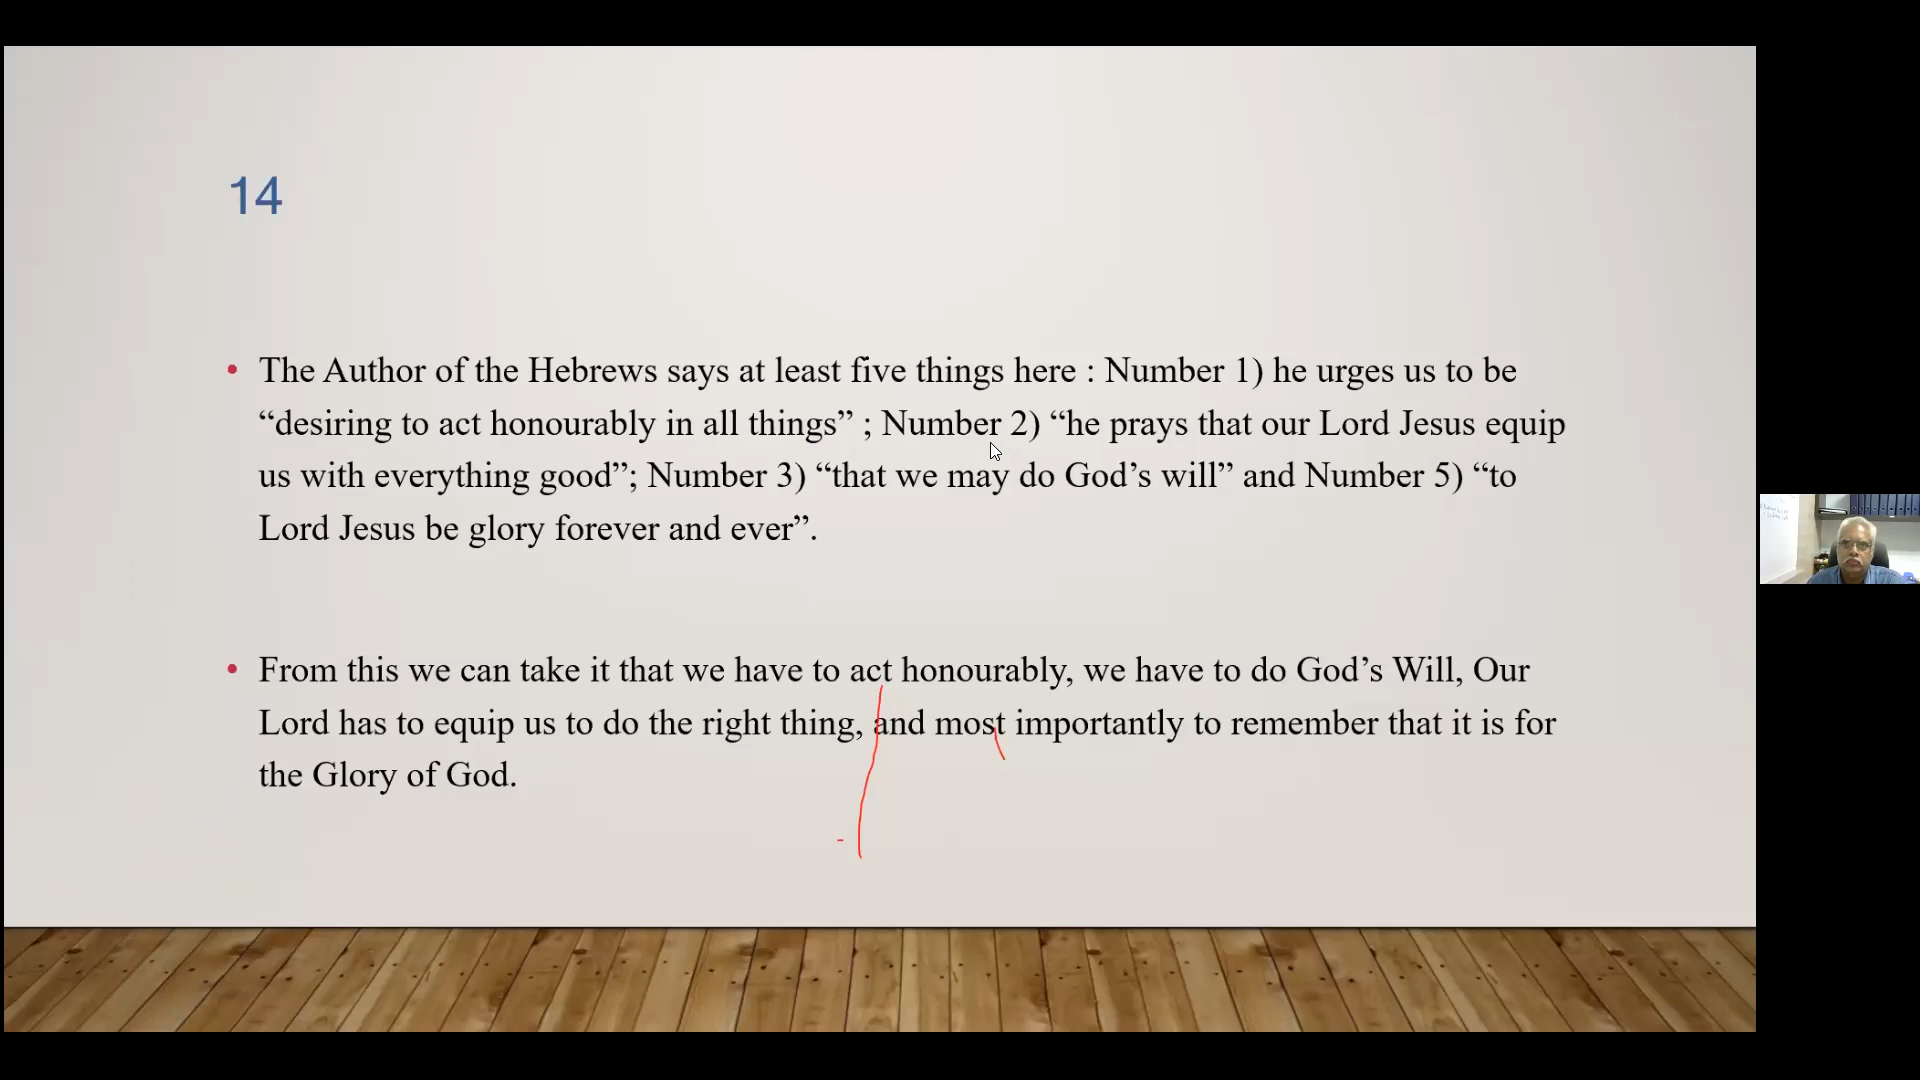 14
• The Author of the Hebrews says at least five things here : Number 1) he urges us to be
“desiring to act honourably in all things” ; Number 2) “he prays that our Lord Jesus equip
us with everything good”; Number 3) “that we may do God’s will” and Number 5) “to
Lord Jesus be glory forever and ever”.
• From this we can take it that we have to act honourably, we have to do God’s Will, Our
Lord has to equip us to do the right thing, and most importantly to remember that it is for
the Glory of God.